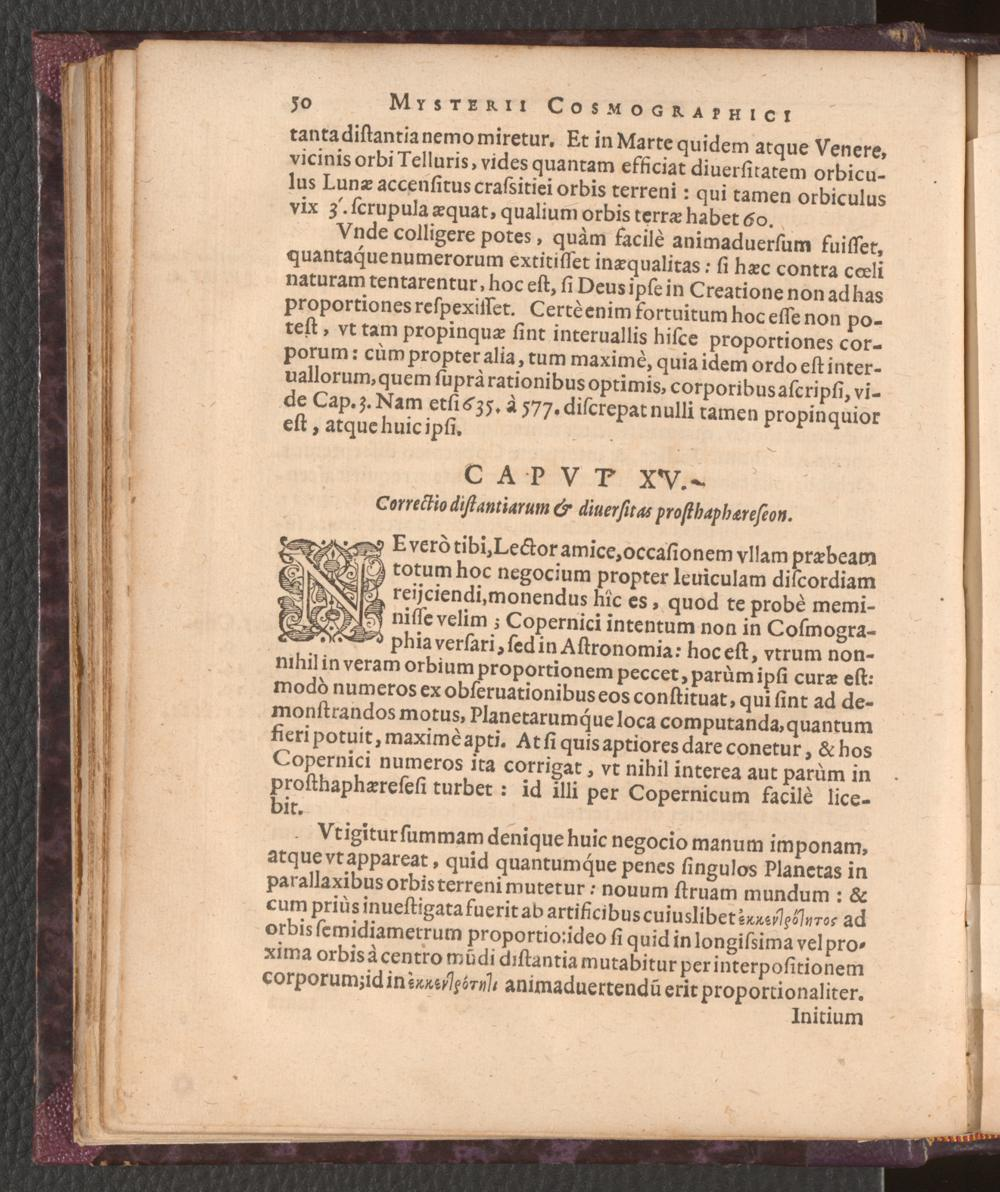 50 MYSTERII COSMOGRAPHICI
tanta diſtantia nemo miretur. Et in Marte quidem atque Venere,
vicinis orbi Telluris, vides quantam efficiat diuerſitatem orbicu-
lus Lunæ accenſitus craſsitiei orbis terreni : qui tamen orbiculus
vix 3′. ſcrupula æquat, qualium orbis terræ habet 60.
Vnde colligere potes, quàm facilè animaduerſum fuiſſet,
quantaq́ue numerorum extitiſſet inæqualitas : ſi hæc contra cœli
naturam tentarentur, hoc eſt, ſi Deus ipſe in Creatione non ad has
proportiones reſpexiſſet. Certè enim fortuitum hoc eſſe non po-
teſt, vt tam propinquæ ſint interuallis hiſce proportiones cor-
porum : cùm propter alia, tum maximè, quia idem ordo eſt inter-
uallorum, quem ſuprà rationibus optimis, corporibus aſcripſi, vi-
de Cap. 3. Nam etſi 635. à 577. diſcrepat nulli tamen propinquior
eſt, atque huic ipſi.
CAPVT XV.
Correctio diſtantiarum & diuerſitas proſthaphæreſeon.
NE verò tibi, Lector amice, occaſionem vllam præbeam
totum hoc negocium propter leuiculam diſcordiam
reijciendi, monendus hîc es, quod te probè memi-
niſſe velim ; Copernici intentum non in Coſmogra-
phia verſari, ſed in Aſtronomia : hoc eſt, vtrum non-
nihil in veram orbium proportionem peccet, parùm ipſi curæ eſt:
modò numeros ex obſeruationibus eos conſtituat, qui ſint ad de-
monſtrandos motus, Planetarumq́ue loca computanda, quantum
fieri potuit, maximè apti. At ſi quis aptiores dare conetur, & hos
Copernici numeros ita corrigat, vt nihil interea aut parùm in
proſthaphæreſeſi turbet : id illi per Copernicum facilè lice-
bit.
Vt igitur ſummam denique huic negocio manum imponam,
atque vt appareat, quid quantumq́ue penes ſingulos Planetas in
parallaxibus orbis terreni mutetur : nouum ſtruam mundum : &
cum priùs inueſtigata fuerit ab artificibus cuiuslibet ἐκκεντρότητος ad
orbis ſemidiametrum proportio: ideo ſi quid in longiſsima vel pro-
xima orbis à centro mūdi diſtantia mutabitur per interpoſitionem
corporum; id in ἐκκεντρότητι animaduertendū erit proportionaliter.
Initium